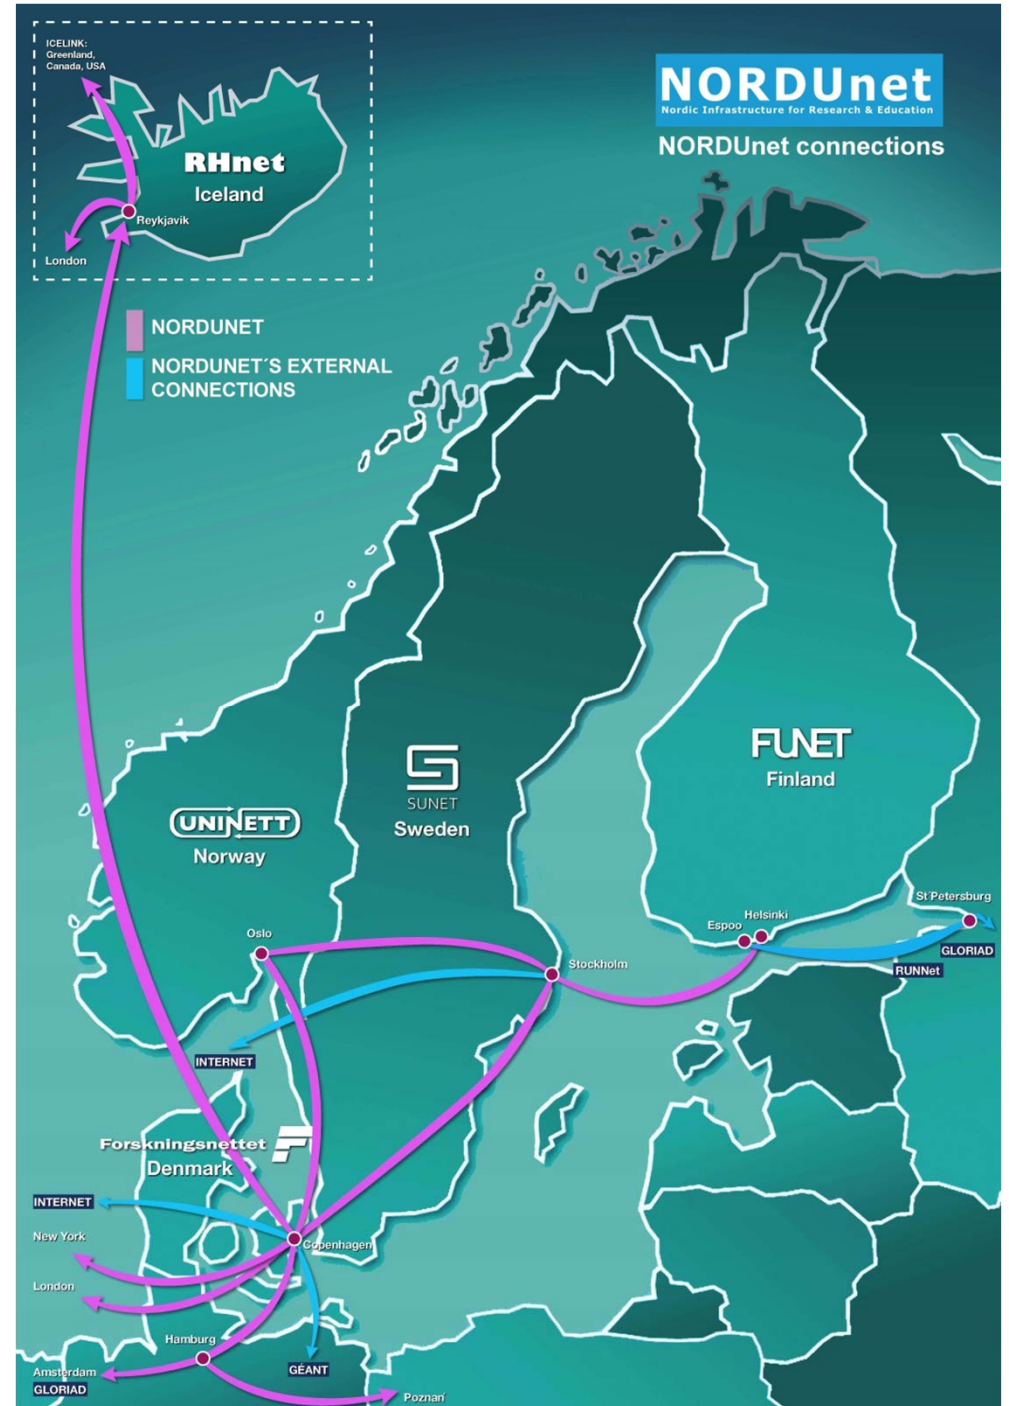 ICELINK:
Greenland,
Canada, USA
RHnet
Iceland
Reykjavik
London
NORDUnet
Nordic Infrastructure for Research & Education
NORDUnet connections
NORDUNET
NORDUNET´S EXTERNAL
CONNECTIONS
FUNET
Finland
SUNET
Sweden
UNINETT
Norway
St´Petersburg
Helsinki
Espoo
Oslo
GLORIAD
Stockholm
RUNNet
INTERNET
Forskningsnettet
Denmark
INTERNET
New York
Copenhagen
London
Hamburg
Amsterdam
GLORIAD
GÉANT
Poznań